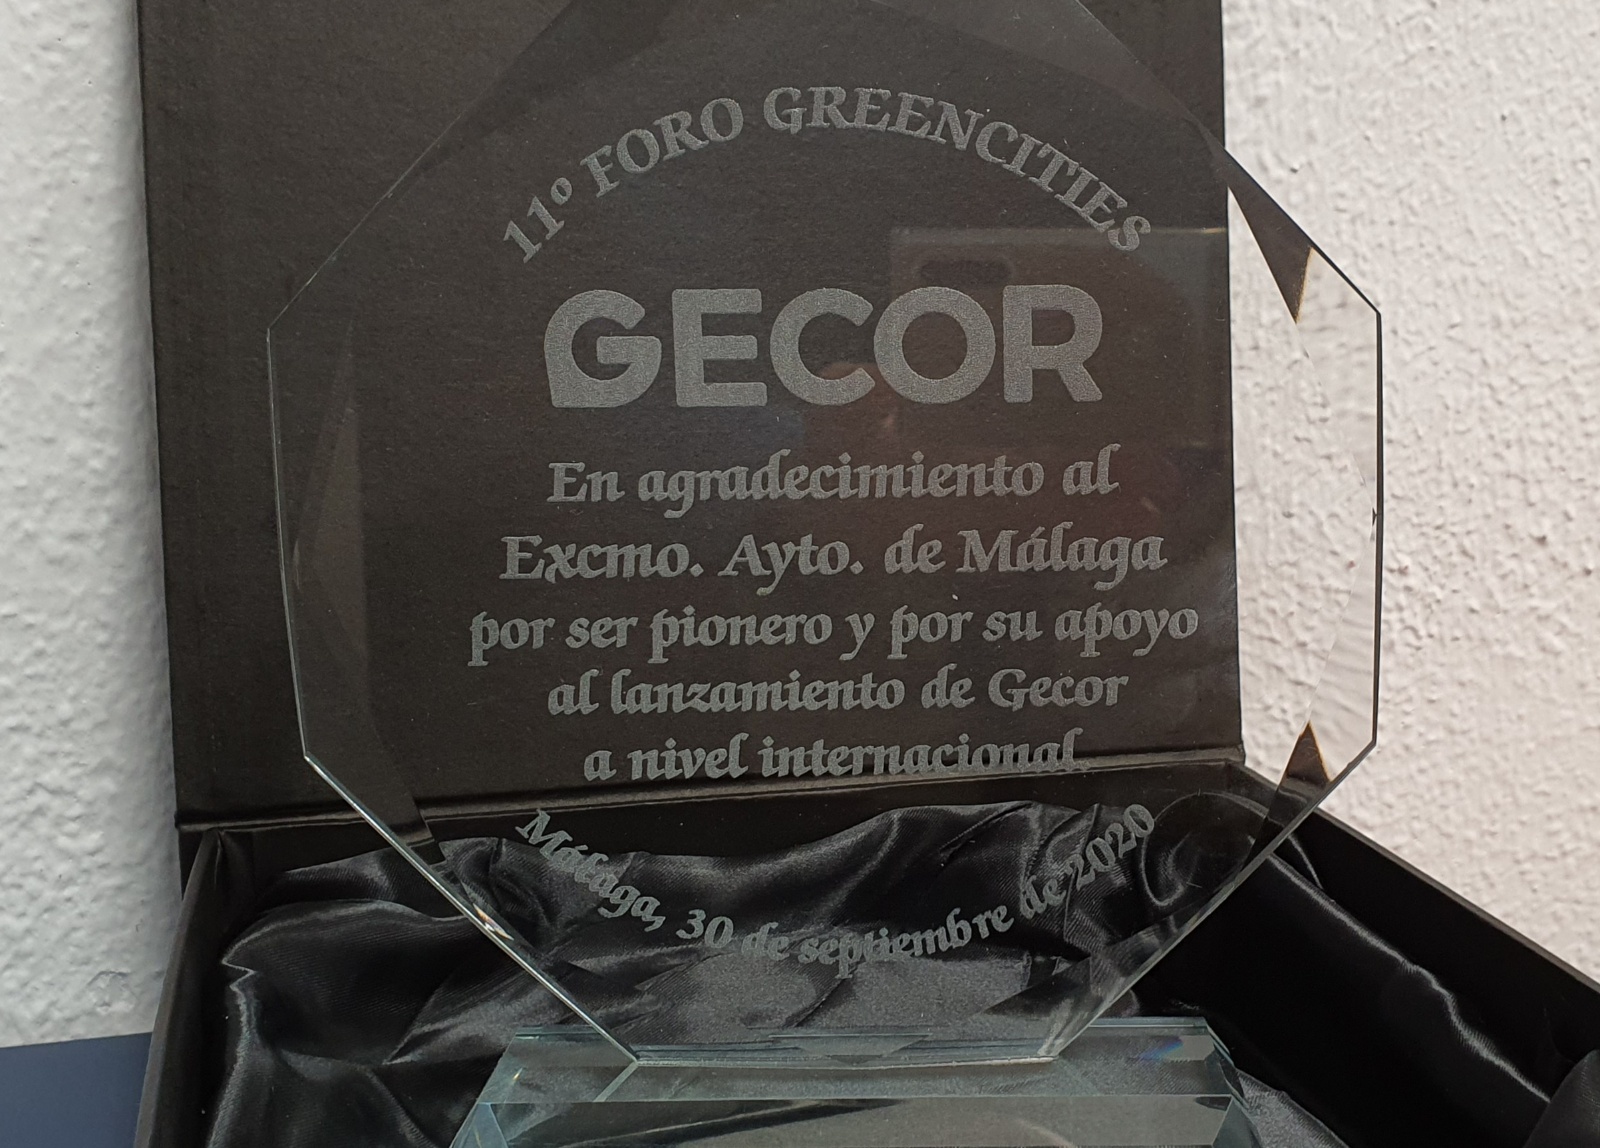 11º FORO GREENCITIES
GECOR
En agradecimiento al
Excmo. Ayto. de Málaga
por ser pionero y por su apoyo
al lanzamiento de Gecor
a nivel internacional.
Málaga, 30 de septiembre de 2020